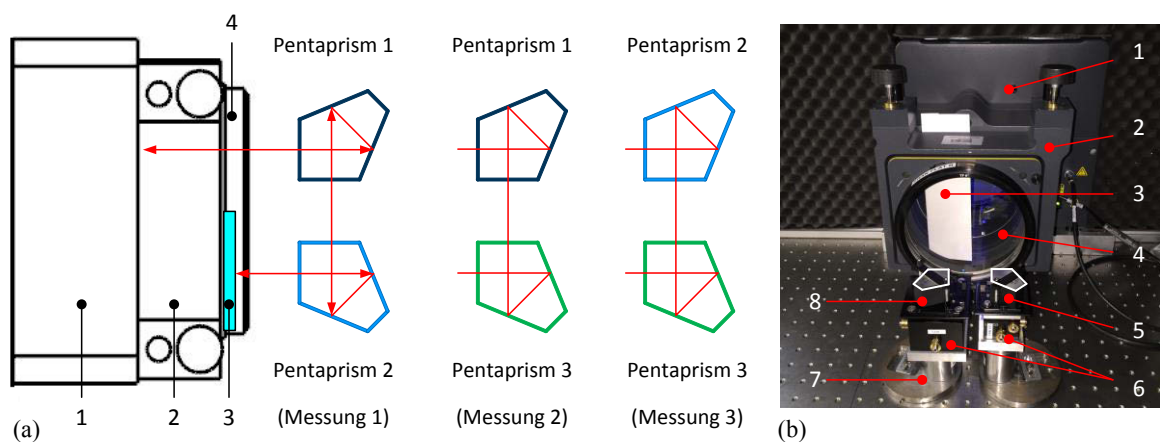 4
Pentaprism 1
Pentaprism 1
Pentaprism 2
1
2
3
Pentaprism 2
Pentaprism 3
Pentaprism 3
(Messung 1)
(Messung 2)
(Messung 3)
(a)
1
2
3
4
5
6
7
8
(b)